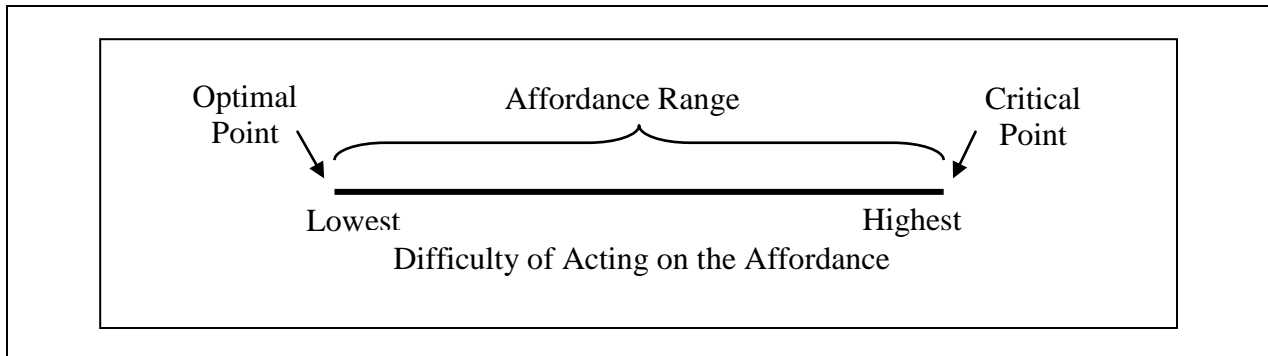 Optimal
Point
Affordance Range
Critical
Point
Lowest
Highest
Difficulty of Acting on the Affordance